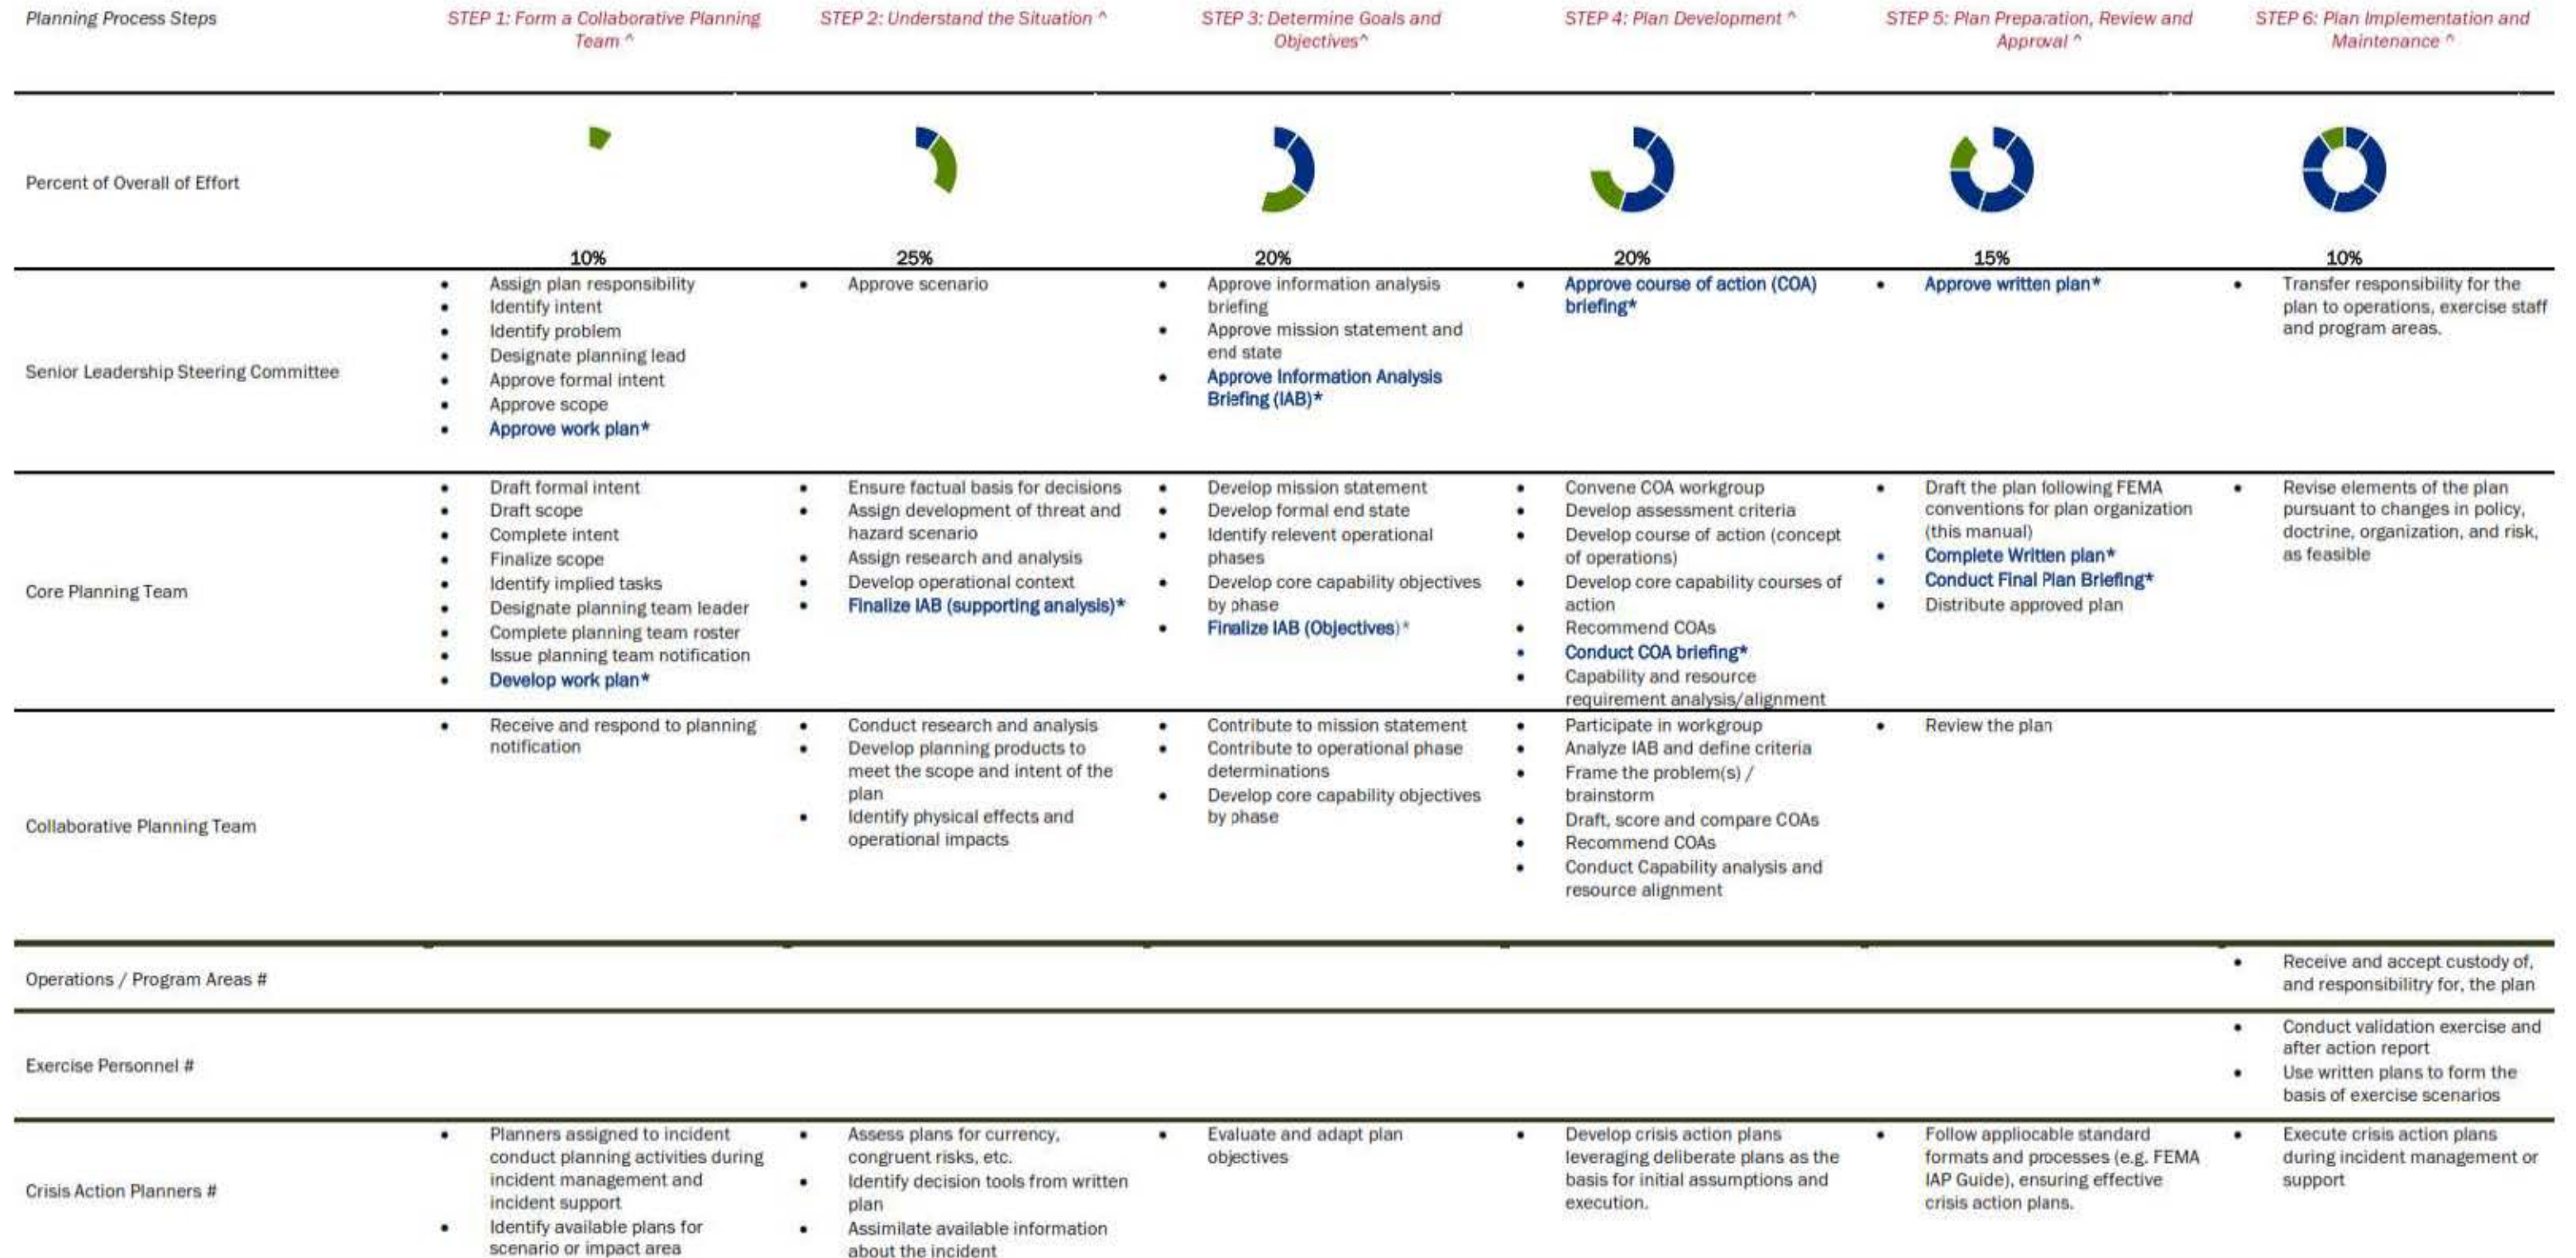 Planning Process Steps
STEP 1: Form a Collaborative Planning
Team ^
STEP 2: Understand the Situation ^
STEP 3: Determine Goals and
Objectives^
STEP 4: Plan Development ^
STEP 5: Plan Preparation, Review and
Approval ^
STEP 6: Plan Implementation and
Maintenance ^
Percent of Overall of Effort
10%
25%
20%
20%
15%
10%
Senior Leadership Steering Committee
• Assign plan responsibility
• Identify intent
• Identify problem
• Designate planning lead
• Approve formal intent
• Approve scope
• Approve work plan*
• Approve scenario
• Approve information analysis
briefing
• Approve mission statement and
end state
• Approve Information Analysis
Briefing (IAB)*
• Approve course of action (COA)
briefing*
• Approve written plan*
• Transfer responsibility for the
plan to operations, exercise staff
and program areas.
Core Planning Team
• Draft formal intent
• Draft scope
• Complete intent
• Finalize scope
• Identify implied tasks
• Designate planning team leader
• Complete planning team roster
• Issue planning team notification
• Develop work plan*
• Ensure factual basis for decisions
• Assign development of threat and
hazard scenario
• Assign research and analysis
• Develop operational context
• Finalize IAB (supporting analysis)*
• Develop mission statement
• Develop formal end state
• Identify relevent operational
phases
• Develop core capability objectives
by phase
• Finalize IAB (Objectives)*
• Convene COA workgroup
• Develop assessment criteria
• Develop course of action (concept
of operations)
• Develop core capability courses of
action
• Recommend COAs
• Conduct COA briefing*
• Capability and resource
requirement analysis/alignment
• Draft the plan following FEMA
conventions for plan organization
(this manual)
• Complete Written plan*
• Conduct Final Plan Briefing*
• Distribute approved plan
• Revise elements of the plan
pursuant to changes in policy,
doctrine, organization, and risk,
as feasible
Collaborative Planning Team
• Receive and respond to planning
notification
• Conduct research and analysis
• Develop planning products to
meet the scope and intent of the
plan
• Identify physical effects and
operational impacts
• Contribute to mission statement
• Contribute to operational phase
determinations
• Develop core capability objectives
by phase
• Participate in workgroup
• Analyze IAB and define criteria
• Frame the problem(s) /
brainstorm
• Draft, score and compare COAs
• Recommend COAs
• Conduct Capability analysis and
resource alignment
• Review the plan
Operations / Program Areas #
• Receive and accept custody of,
and responsibilitry for, the plan
Exercise Personnel #
• Conduct validation exercise and
after action report
• Use written plans to form the
basis of exercise scenarios
Crisis Action Planners #
• Planners assigned to incident
conduct planning activities during
incident management and
incident support
• Identify available plans for
scenario or impact area
• Assess plans for currency,
congruent risks, etc.
• Identify decision tools from written
plan
• Assimilate available information
about the incident
• Evaluate and adapt plan
objectives
• Develop crisis action plans
leveraging deliberate plans as the
basis for initial assumptions and
execution.
• Follow appliocable standard
formats and processes (e.g. FEMA
IAP Guide), ensuring effective
crisis action plans.
• Execute crisis action plans
during incident management or
support